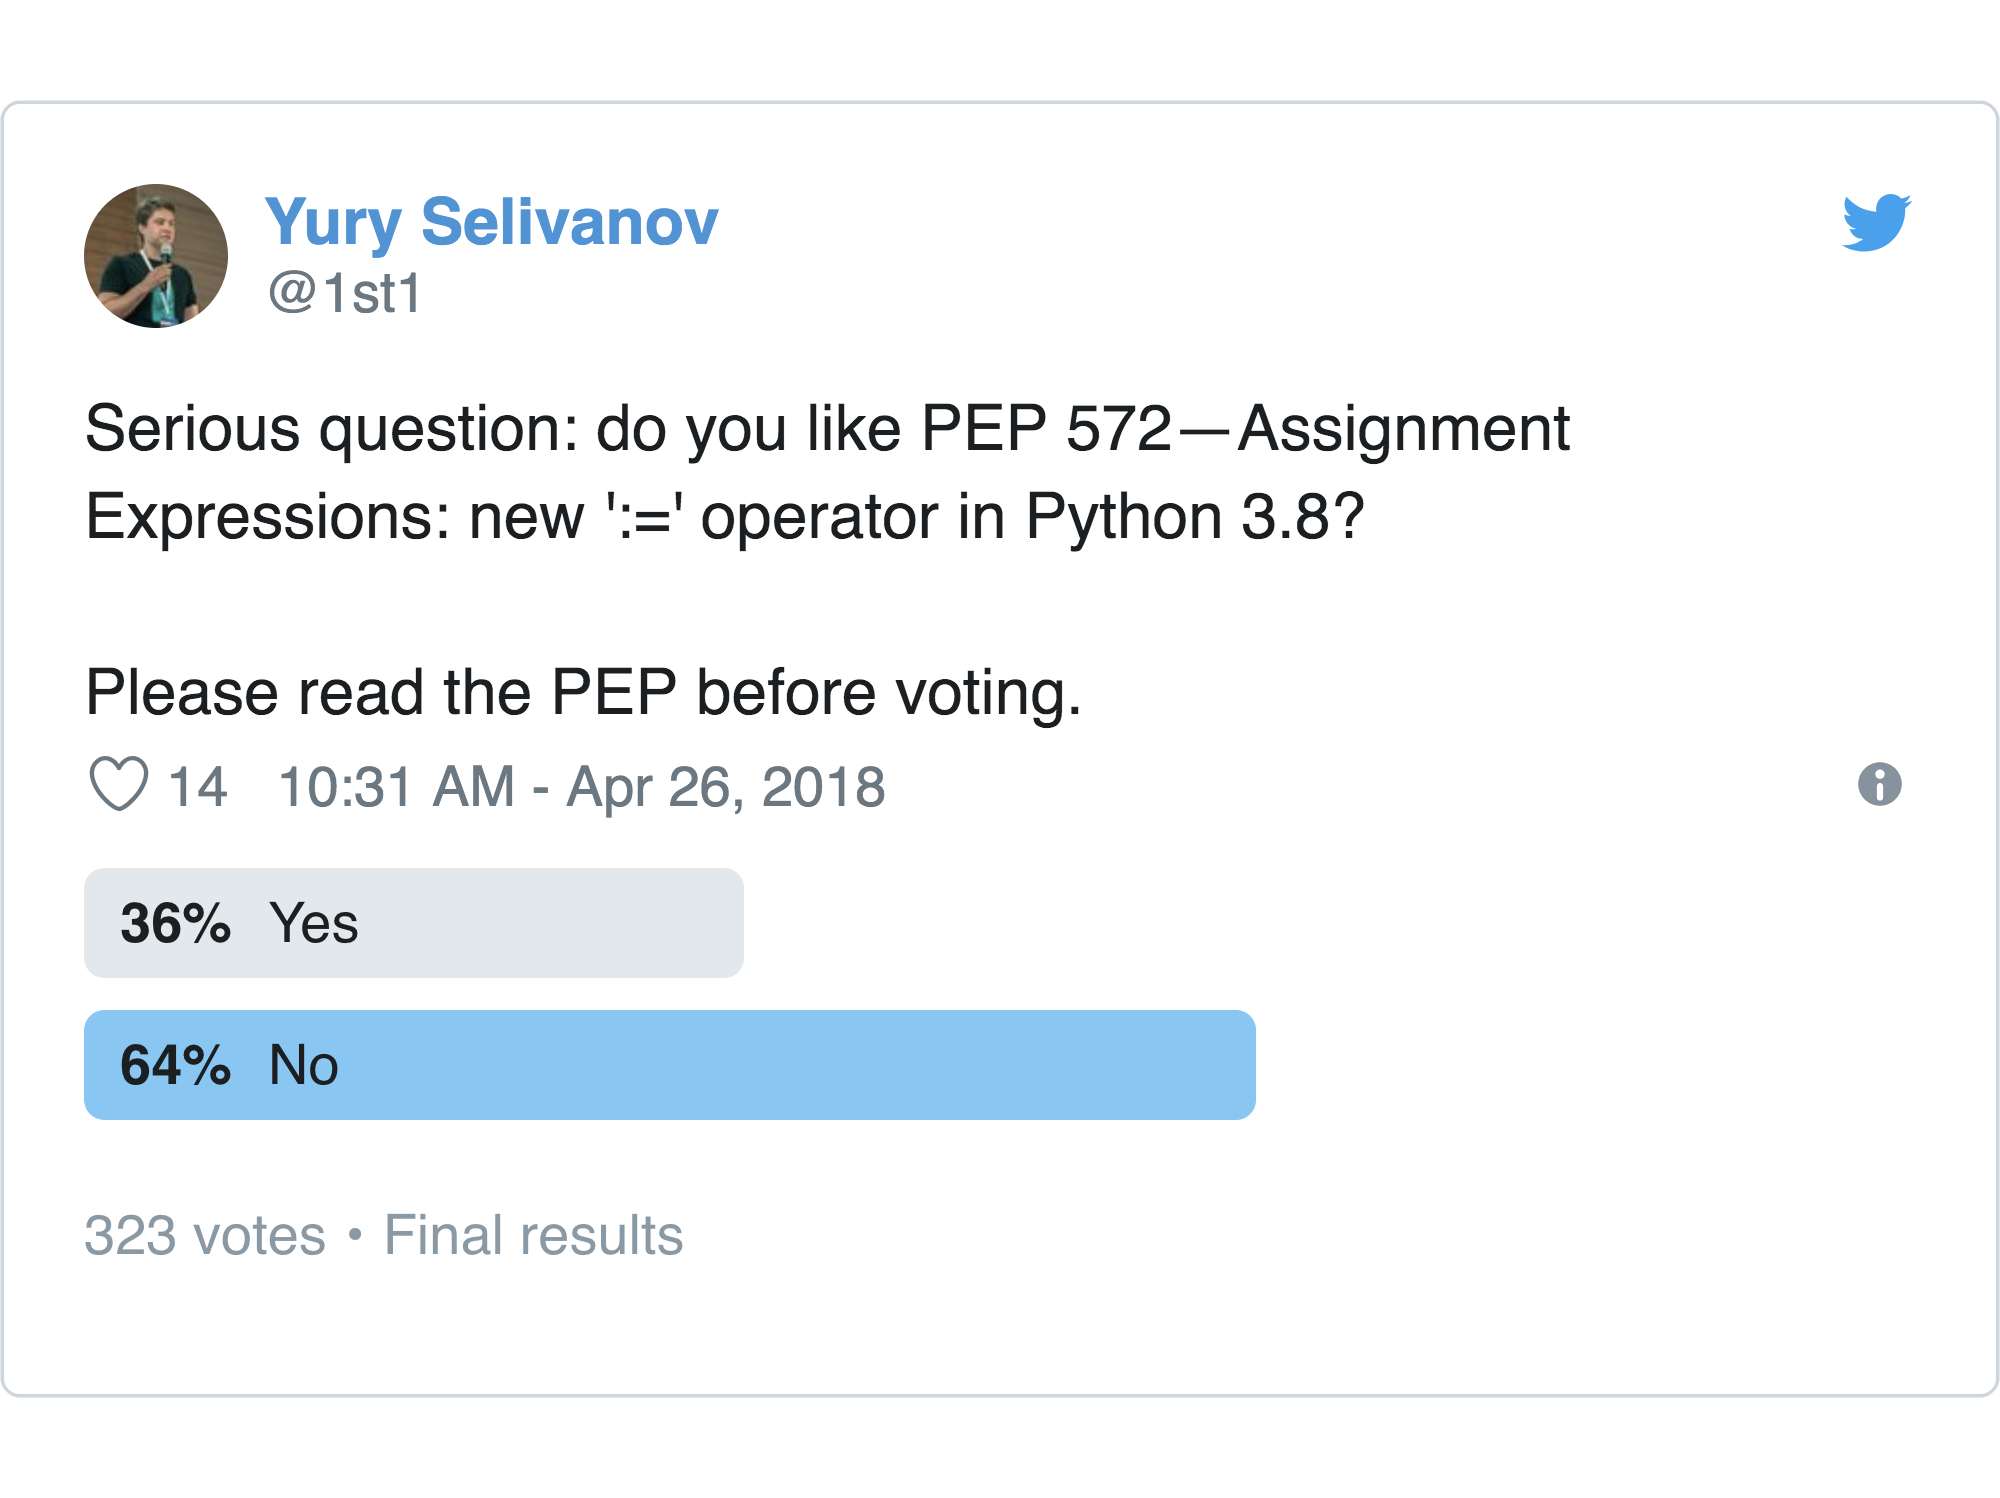 Yury Selivanov
@1st1
Serious question: do you like PEP 572—Assignment
Expressions: new ':=' operator in Python 3.8?
Please read the PEP before voting.
14 10:31 AM - Apr 26, 2018
36% Yes
64% No
323 votes • Final results